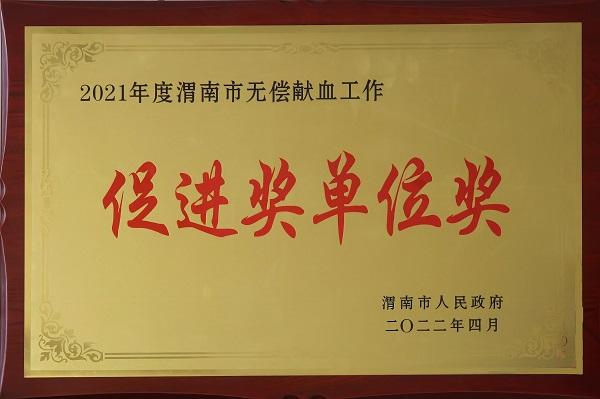 2021年度渭南市无偿献血工作
促进奖单位奖
渭南市人民政府
二〇二二年四月